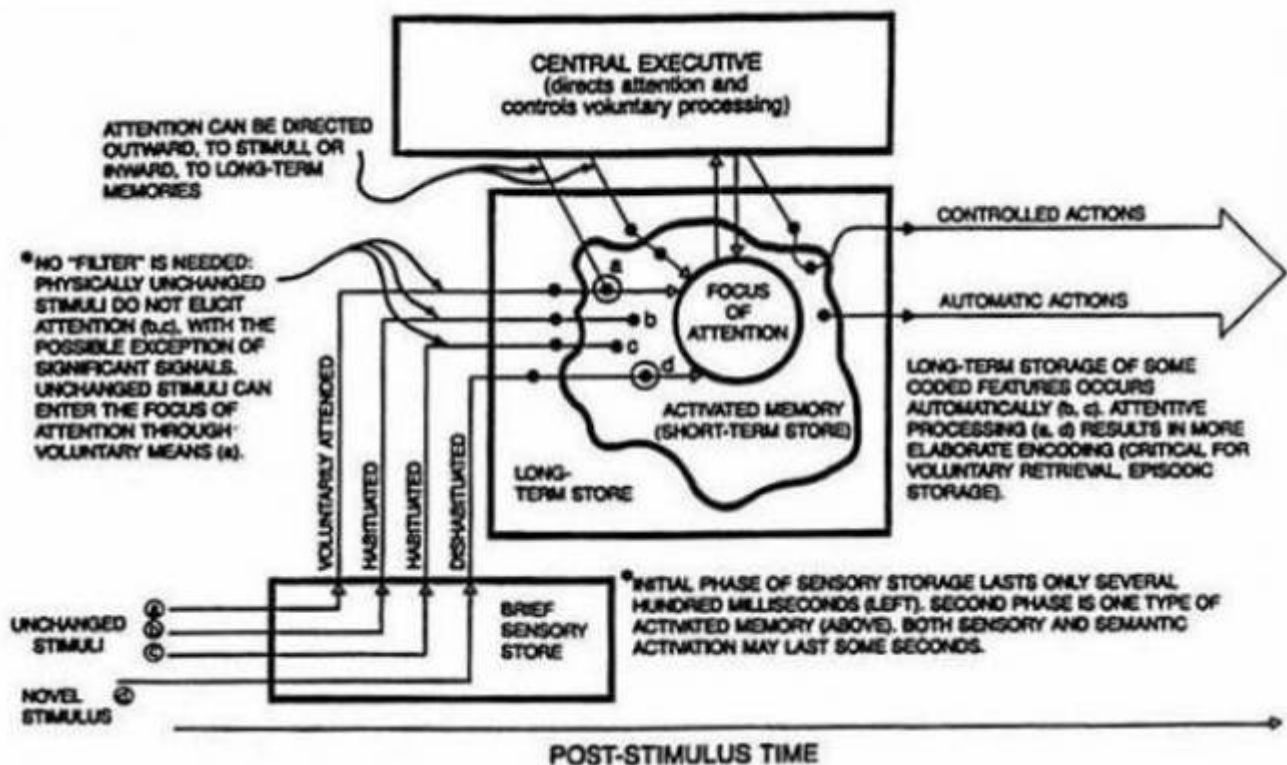 CENTRAL EXECUTIVE
(directs attention and
controls voluntary processing)
ATTENTION CAN BE DIRECTED
OUTWARD, TO STIMULI OR
INWARD, TO LONG-TERM
MEMORIES
*NO "FILTER" IS NEEDED:
PHYSICALLY UNCHANGED
STIMULI DO NOT ELICIT
ATTENTION (b,c), WITH THE
POSSIBLE EXCEPTION OF
SIGNIFICANT SIGNALS.
UNCHANGED STIMULI CAN
ENTER THE FOCUS OF
ATTENTION THROUGH
VOLUNTARY MEANS (a).
a
b
c
d
FOCUS
OF
ATTENTION
ACTIVATED MEMORY
(SHORT-TERM STORE)
LONG-
TERM STORE
CONTROLLED ACTIONS
AUTOMATIC ACTIONS
LONG-TERM STORAGE OF SOME
CODED FEATURES OCCURS
AUTOMATICALLY (b, c). ATTENTIVE
PROCESSING (a, d) RESULTS IN MORE
ELABORATE ENCODING (CRITICAL FOR
VOLUNTARY RETRIEVAL, EPISODIC
STORAGE).
VOLUNTARILY ATTENDED
HABITUATED
HABITUATED
DISHABITUATED
UNCHANGED
STIMULI
a
b
c
NOVEL
STIMULUS
d
BRIEF
SENSORY
STORE
*INITIAL PHASE OF SENSORY STORAGE LASTS ONLY SEVERAL
HUNDRED MILLISECONDS (LEFT). SECOND PHASE IS ONE TYPE OF
ACTIVATED MEMORY (ABOVE). BOTH SENSORY AND SEMANTIC
ACTIVATION MAY LAST SOME SECONDS.
POST-STIMULUS TIME